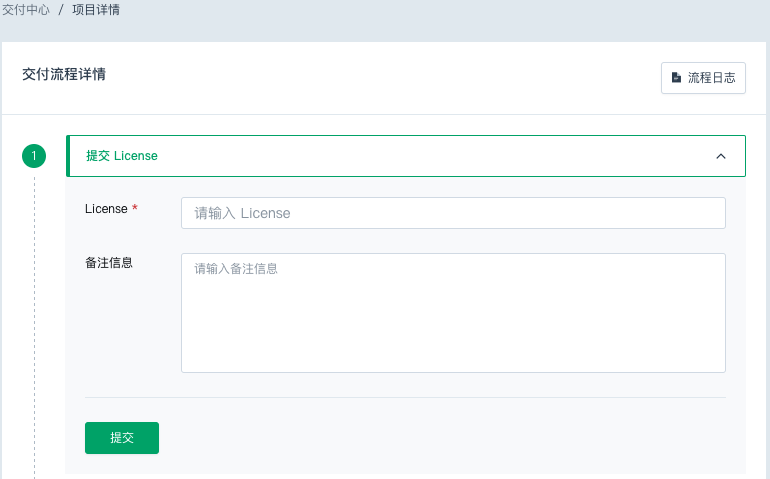 交付中心 / 项目详情
交付流程详情
流程日志
1
提交 License
License *
请输入 License
备注信息
请输入备注信息
提交